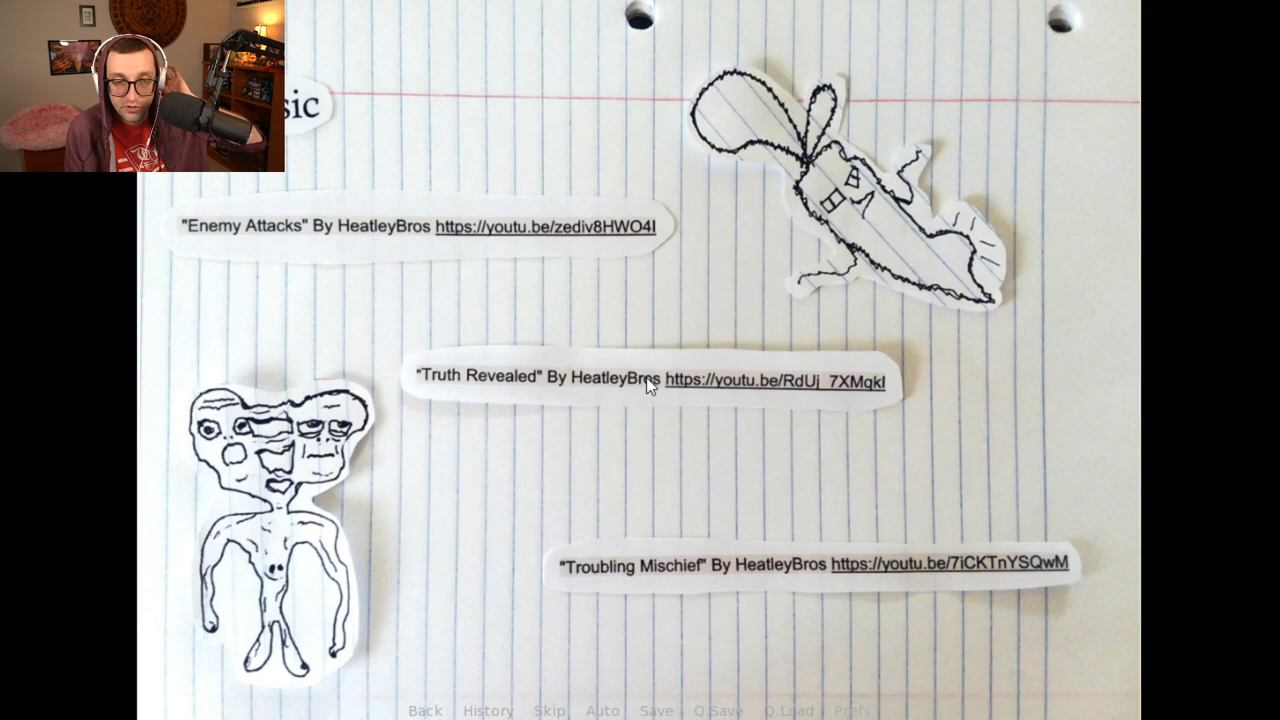 sic
"Enemy Attacks" By HeatleyBros https://youtu.be/zediv8HWO4I
"Truth Revealed" By HeatleyBros https://youtu.be/RdUj_7XMqkI
"Troubling Mischief" By HeatleyBros https://youtu.be/7iCKTnYSQwM
Back History Skip Auto Save Q.Save Q.Load Prefs